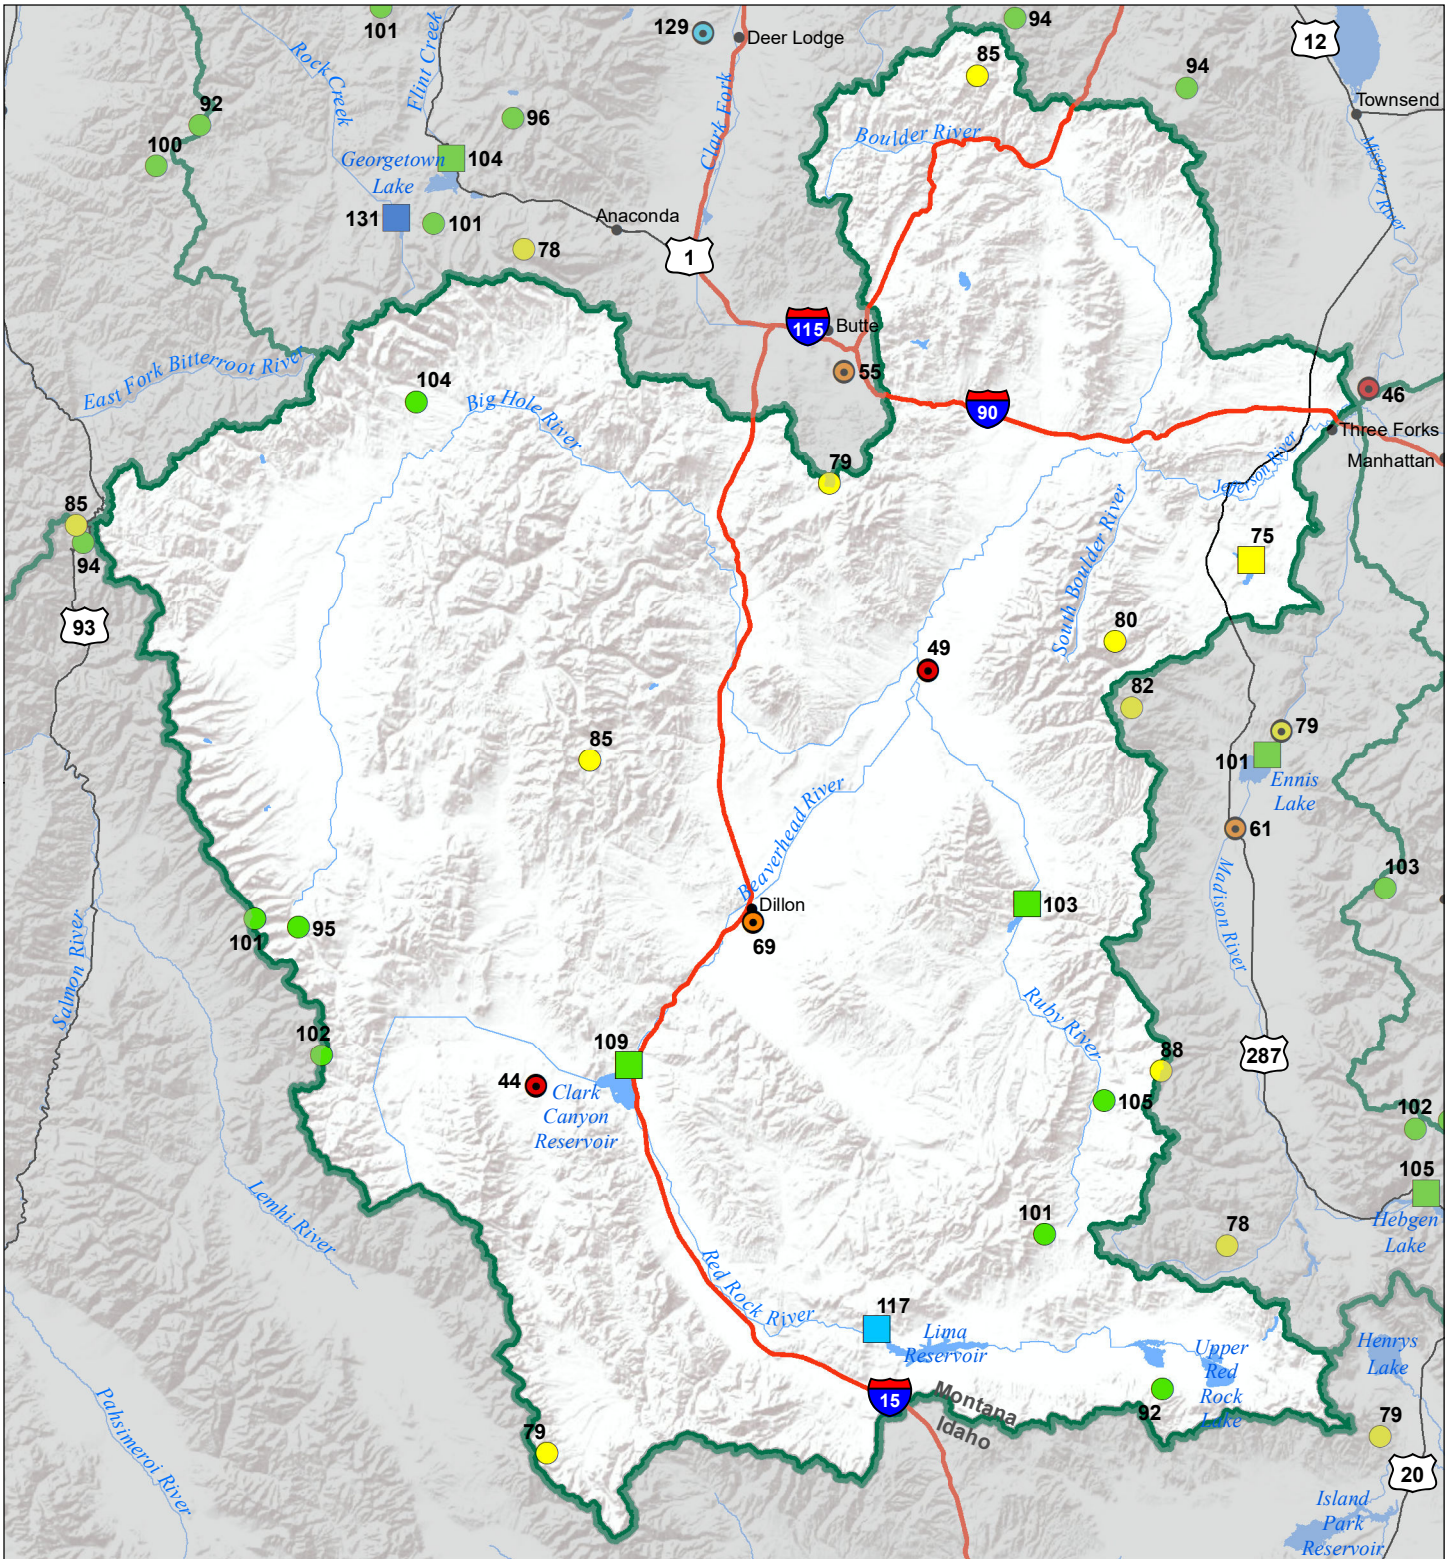 101
129
Deer Lodge
94
12
85
94
Rock Creek
Flint Creek
Clark Fork
Townsend
92
96
Boulder River
Missouri River
100
Georgetown
Lake
104
131
101
Anaconda
78
1
115
Butte
55
East Fork Bitterroot River
104
Big Hole River
90
46
Three Forks
Manhattan
Jefferson River
79
85
94
South Boulder River
75
93
80
49
82
79
85
101
Ennis
Lake
Beaverhead River
61
Madison River
103
Dillon
69
103
101
95
Salmon River
Ruby River
102
109
88
287
44
Clark
Canyon
Reservoir
105
102
105
Hebgen
Lake
Lemhi River
101
78
Red Rock River
117
Lima
Reservoir
Upper
Red
Rock
Lake
Henrys
Lake
15
Montana
Idaho
92
79
79
Pahsimeroi River
20
Island
Park
Reservoir